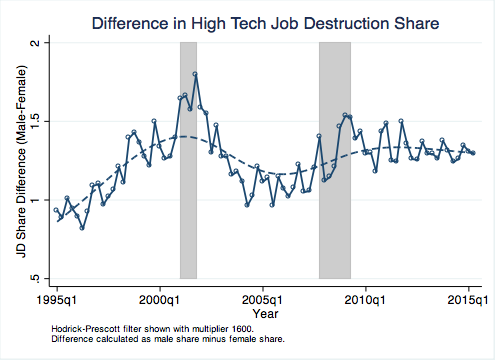 Difference in High Tech Job Destruction Share
JD Share Difference (Male-Female)
2
1.5
1
.5
1995q1 2000q1 2005q1 2010q1 2015q1
Year
Hodrick-Prescott filter shown with multiplier 1600.
Difference calculated as male share minus female share.